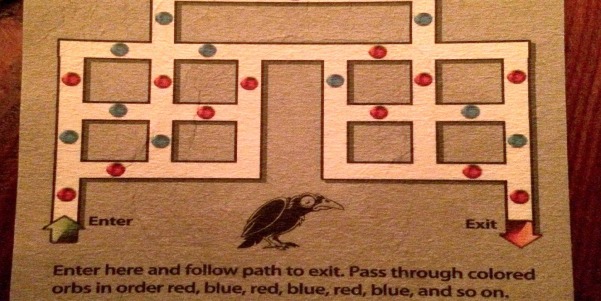 Enter
Exit
Enter here and follow path to exit. Pass through colored
orbs in order red, blue, red, blue, red, blue, and so on.